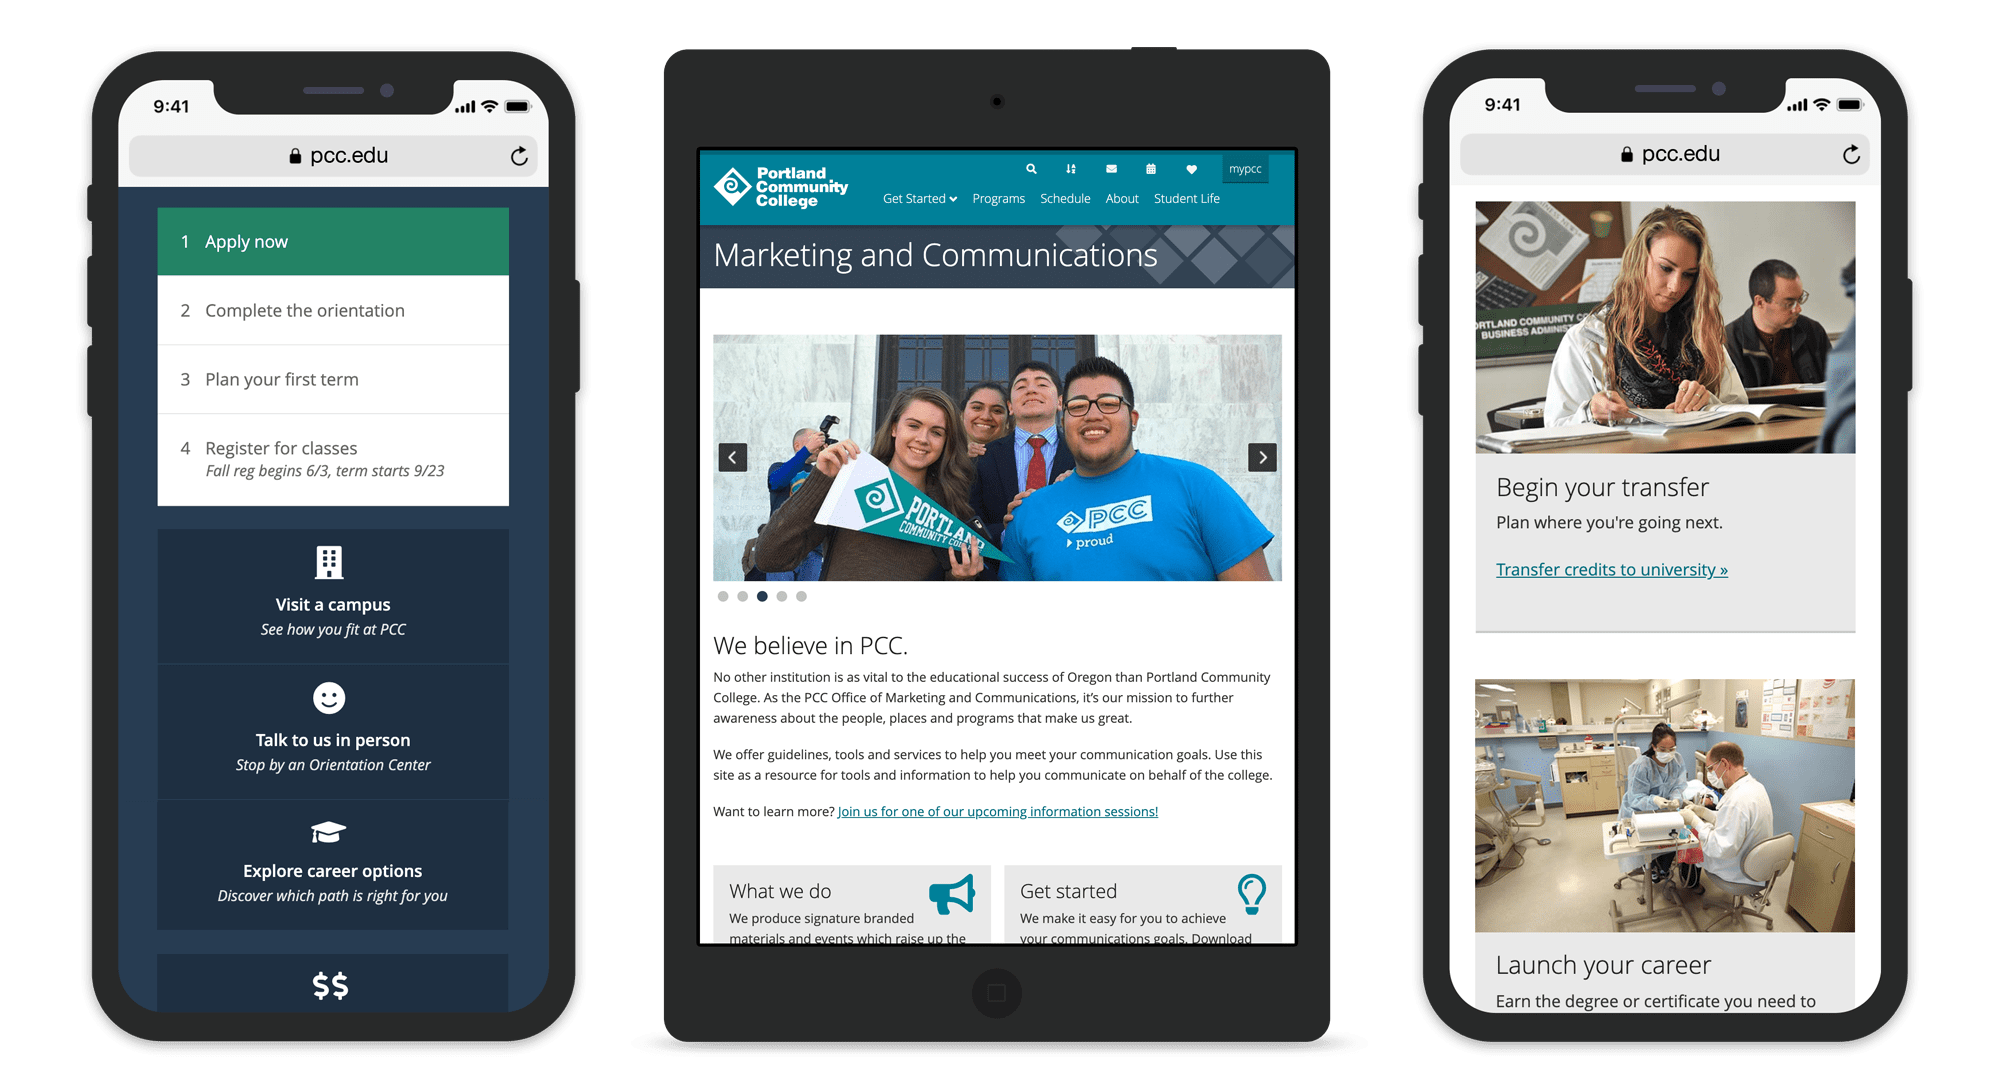 9:41
pcc.edu
1 Apply now
2 Complete the orientation
3 Plan your first term
4 Register for classes
Fall reg begins 6/3, term starts 9/23
Visit a campus
See how you fit at PCC
Talk to us in person
Stop by an Orientation Center
Explore career options
Discover which path is right for you
$$
Portland
Community
College
mypcc
Get Started Programs Schedule About Student Life
Marketing and Communications
PORTLAND
COMMUNITY COLL
PCC
proud
We believe in PCC.
No other institution is as vital to the educational success of Oregon than Portland Community
College. As the PCC Office of Marketing and Communications, it's our mission to further
awareness about the people, places and programs that make us great.
We offer guidelines, tools and services to help you meet your communication goals. Use this
site as a resource for tools and information to help you communicate on behalf of the college.
Want to learn more? Join us for one of our upcoming information sessions!
What we do
We produce signature branded
materials and events which raise up the
Get started
We make it easy for you to achieve
your communications goals. Download
9:41
pcc.edu
RTLAND COMMUNITY CO
BUSINESS ADMINIS
Begin your transfer
Plan where you're going next.
Transfer credits to university »
Launch your career
Earn the degree or certificate you need to